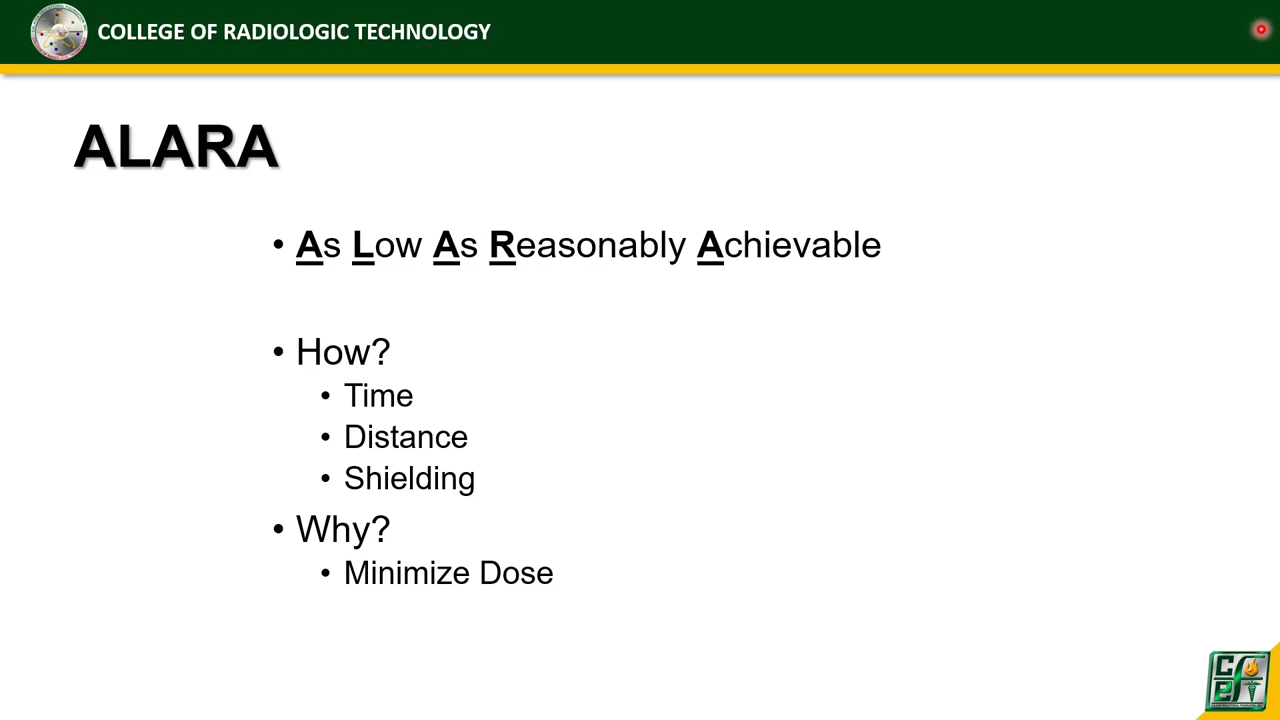 COLLEGE OF RADIOLOGIC TECHNOLOGY
ALARA
• As Low As Reasonably Achievable
• How?
• Time
• Distance
• Shielding
• Why?
• Minimize Dose